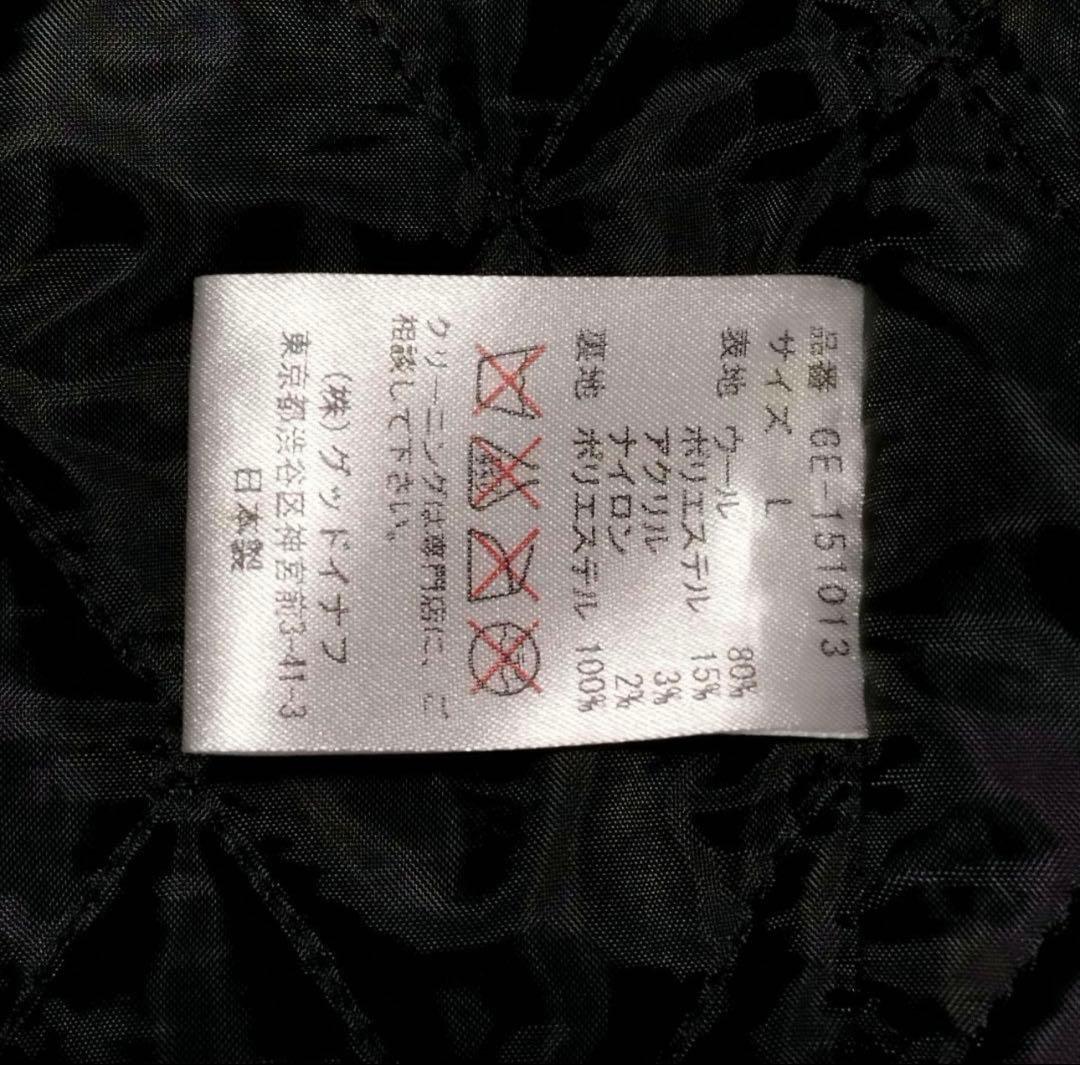 品番 GE-151013
サイズ L
表地 ウール 80%
ポリエステル 15%
アクリル 3%
ナイロン 2%
裏地 ポリエステル 100%
ドライ
クリーニングは専門店に、ご
相談して下さい。
(株)グッドイナフ
東京都渋谷区神宮前3-41-3
日本製